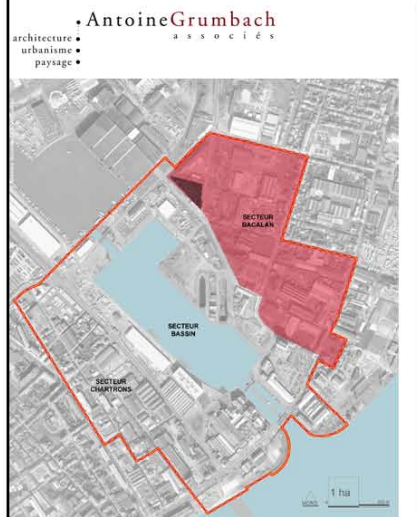 AntoineGrumbach
associés
architecture
urbanisme
paysage
SECTEUR
BACALAN
SECTEUR
BASSIN
SECTEUR
CHARTRONS
1 ha